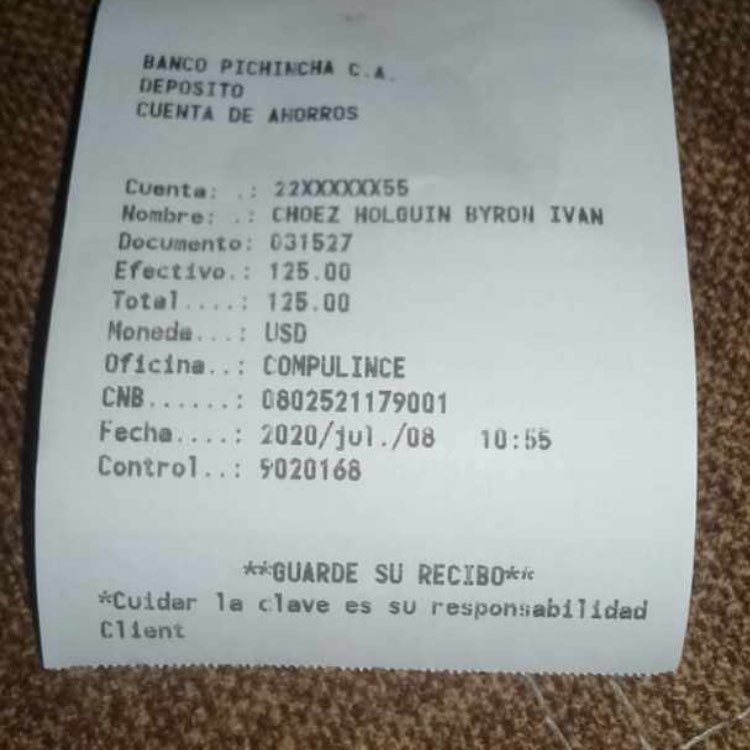 BANCO PICHINCHA C.A.
DEPOSITO
CUENTA DE AHORROS
Cuenta: .: 22XXXXXX55
Nombre: .: CHOEZ HOLGUIN BYRON IVAN
Documento: 031527
Efectivo.: 125.00
Total....: 125.00
Moneda...: USD
Oficina..: COMPULINCE
CNB......: 0802521179001
Fecha....: 2020/jul./08 10:55
Control..: 9020168
**GUARDE SU RECIBO**
*Cuidar la clave es su responsabilidad
Client